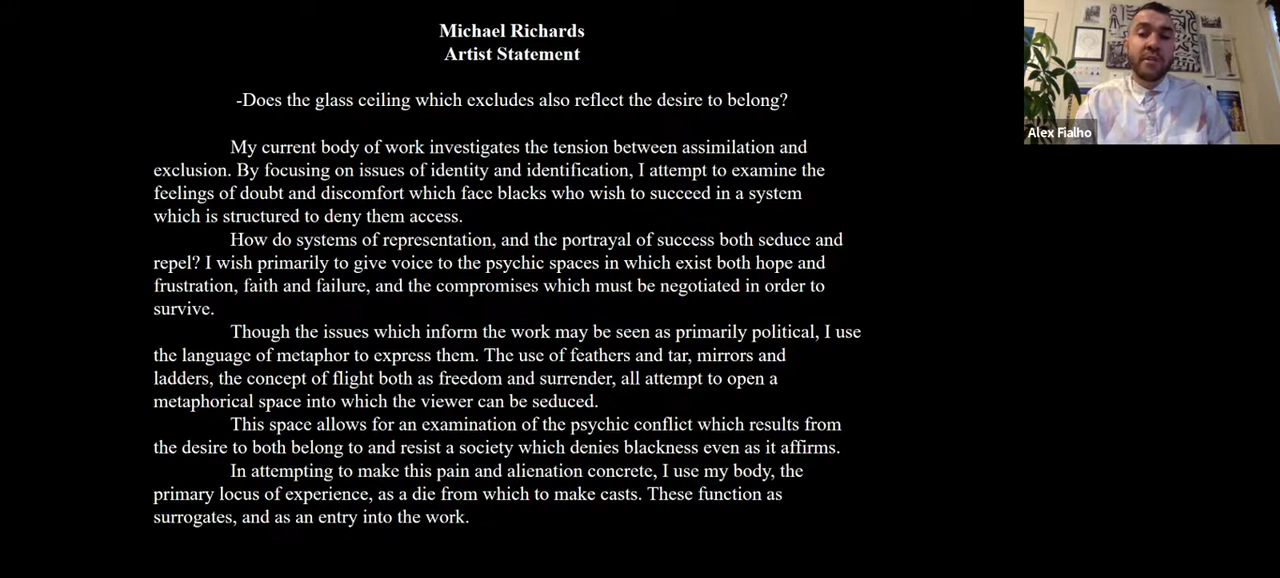 Michael Richards
Artist Statement
-Does the glass ceiling which excludes also reflect the desire to belong?
My current body of work investigates the tension between assimilation and
exclusion. By focusing on issues of identity and identification, I attempt to examine the
feelings of doubt and discomfort which face blacks who wish to succeed in a system
which is structured to deny them access.
How do systems of representation, and the portrayal of success both seduce and
repel? I wish primarily to give voice to the psychic spaces in which exist both hope and
frustration, faith and failure, and the compromises which must be negotiated in order to
survive.
Though the issues which inform the work may be seen as primarily political, I use
the language of metaphor to express them. The use of feathers and tar, mirrors and
ladders, the concept of flight both as freedom and surrender, all attempt to open a
metaphorical space into which the viewer can be seduced.
This space allows for an examination of the psychic conflict which results from
the desire to both belong to and resist a society which denies blackness even as it affirms.
In attempting to make this pain and alienation concrete, I use my body, the
primary locus of experience, as a die from which to make casts. These function as
surrogates, and as an entry into the work.
Alex Fialho